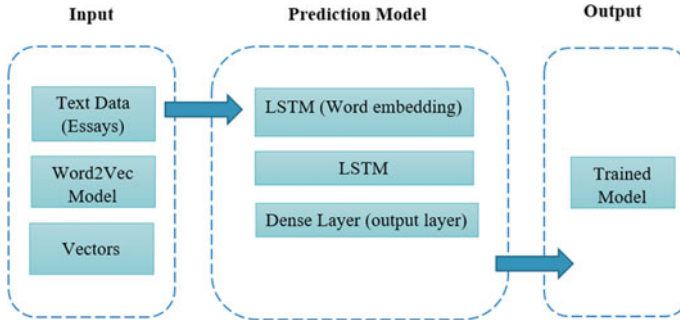 Input
Prediction Model
Output
Text Data
(Essays)
Word2Vec
Model
Vectors
LSTM (Word embedding)
LSTM
Dense Layer (output layer)
Trained
Model